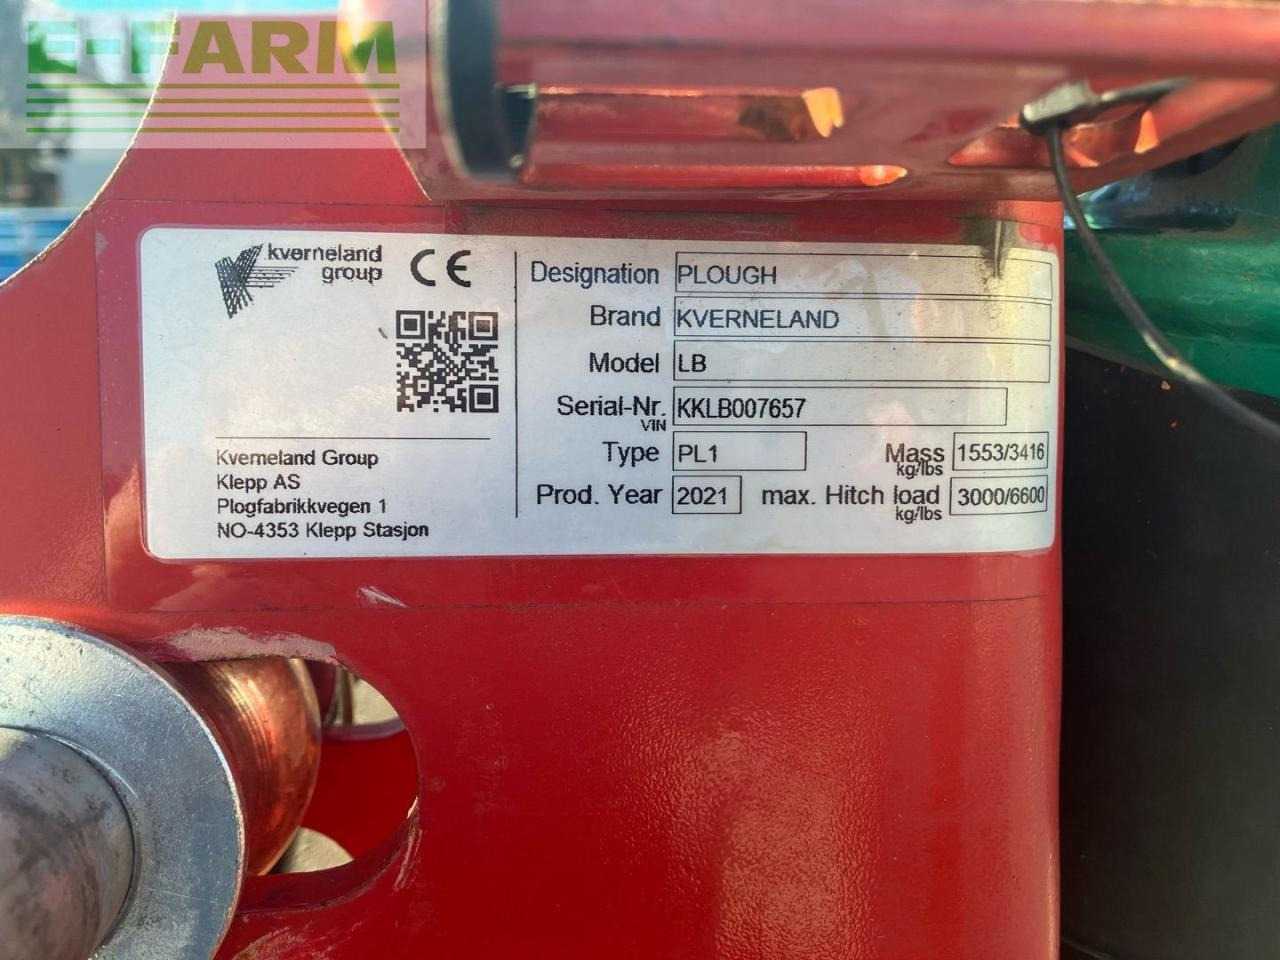 E-FARM
kverneland
group
CE
Designation PLOUGH
Brand KVERNELAND
Model LB
Serial-Nr. KKLB007657
VIN
Type PL1 Mass 1553/3416
kg/lbs
Prod. Year 2021 max. Hitch load 3000/6600
kg/lbs
Kverneland Group
Klepp AS
Plogfabrikkvegen 1
NO-4353 Klepp Stasjon